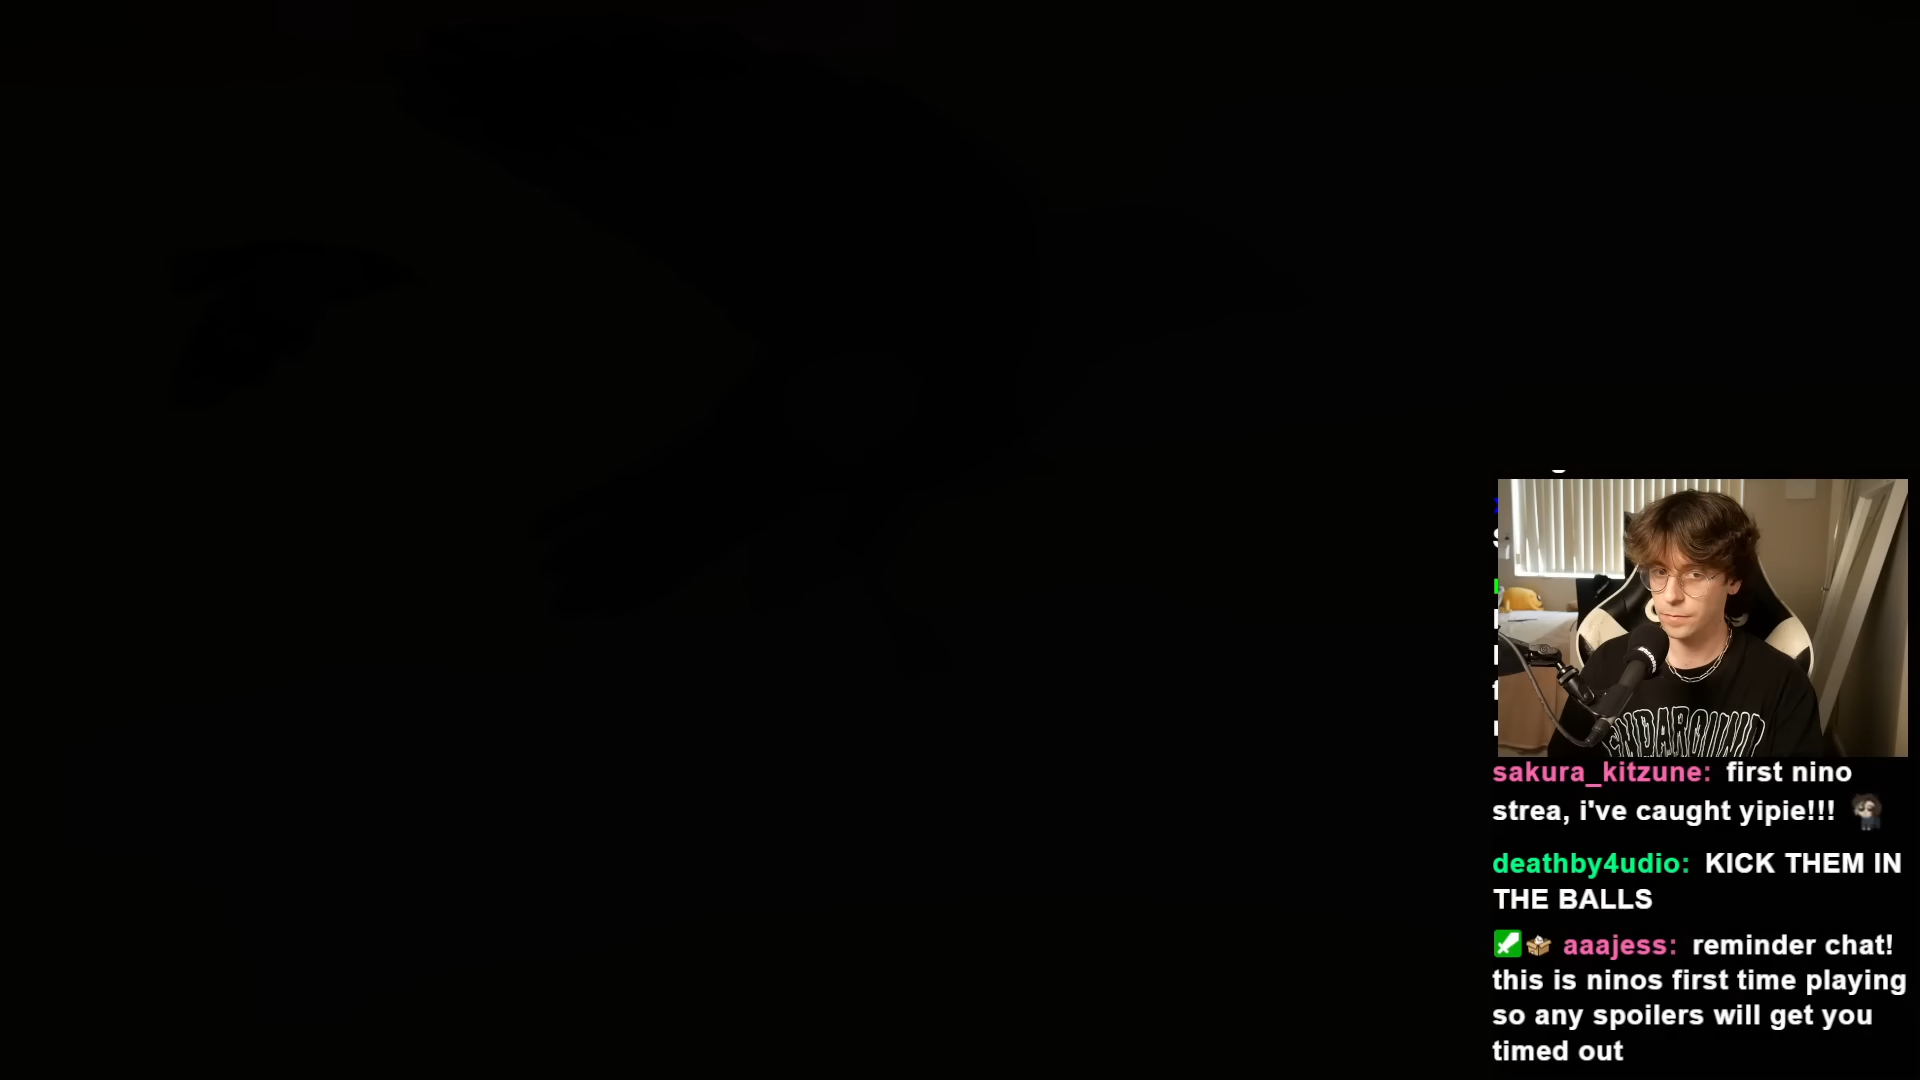 sakura_kitzune: first nino
strea, i've caught yipie!!!
deathby4udio: KICK THEM IN
THE BALLS
aaajess: reminder chat!
this is ninos first time playing
so any spoilers will get you
timed out